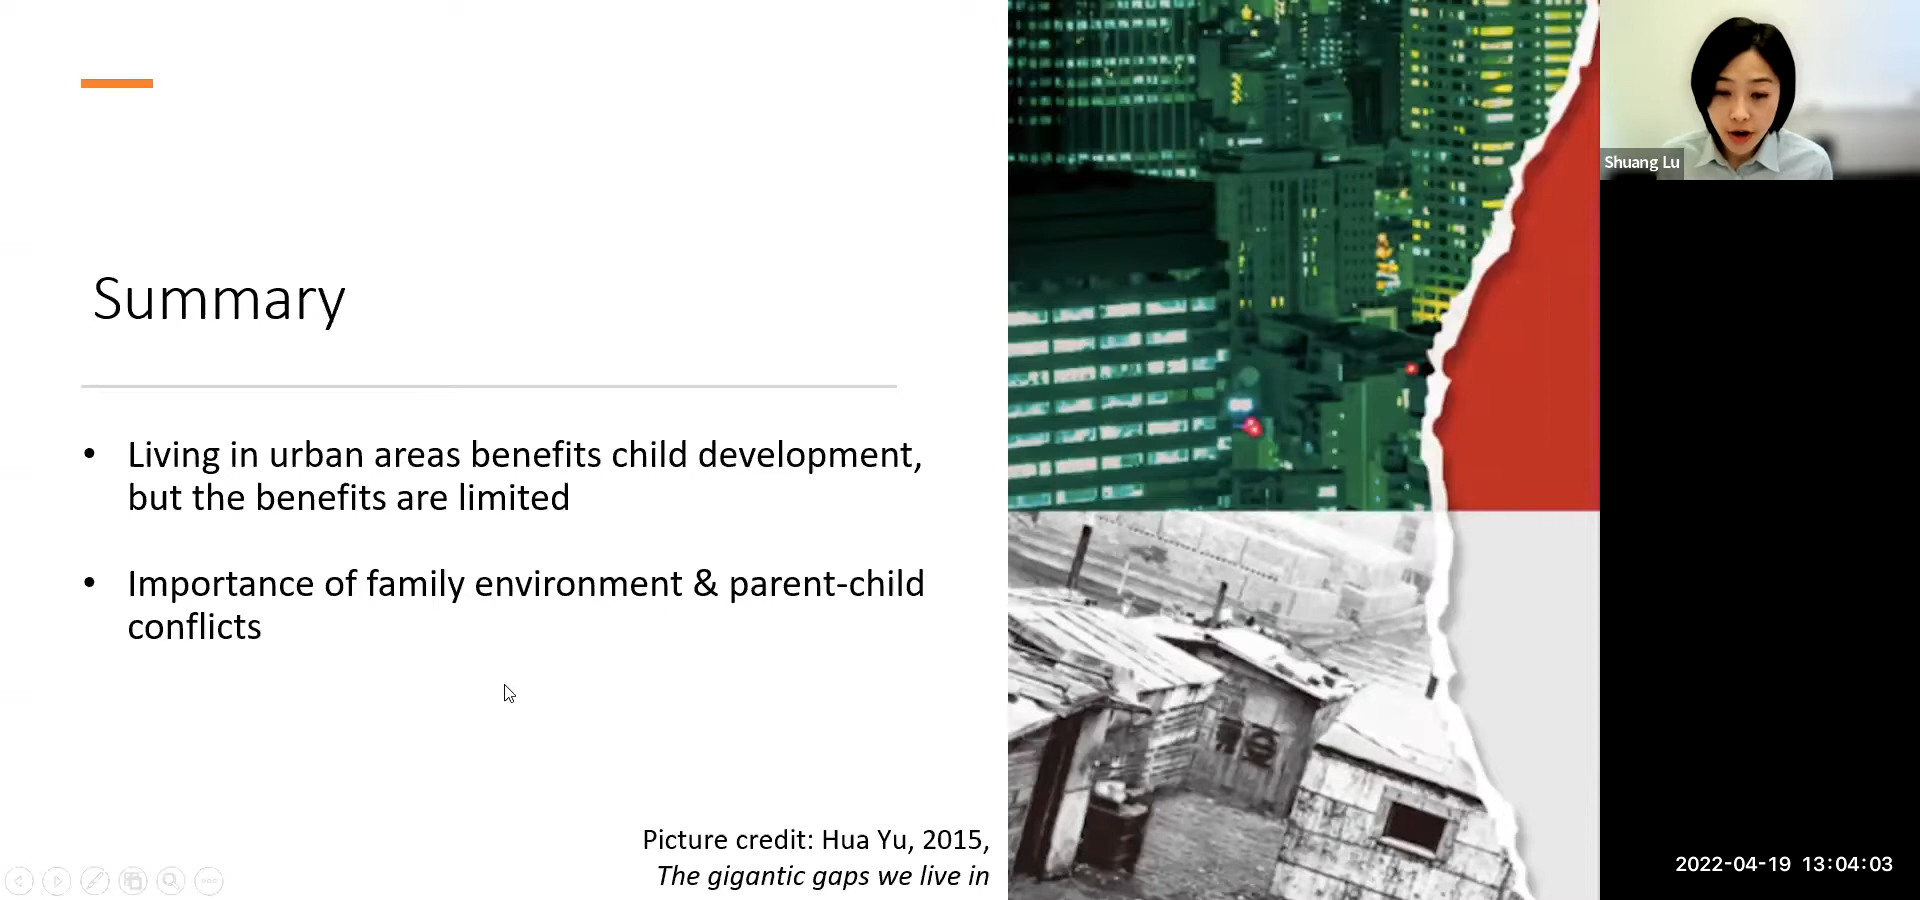 Summary
• Living in urban areas benefits child development,
but the benefits are limited
• Importance of family environment & parent-child
conflicts
Picture credit: Hua Yu, 2015,
The gigantic gaps we live in
Shuang Lu
2022-04-19 13:04:03